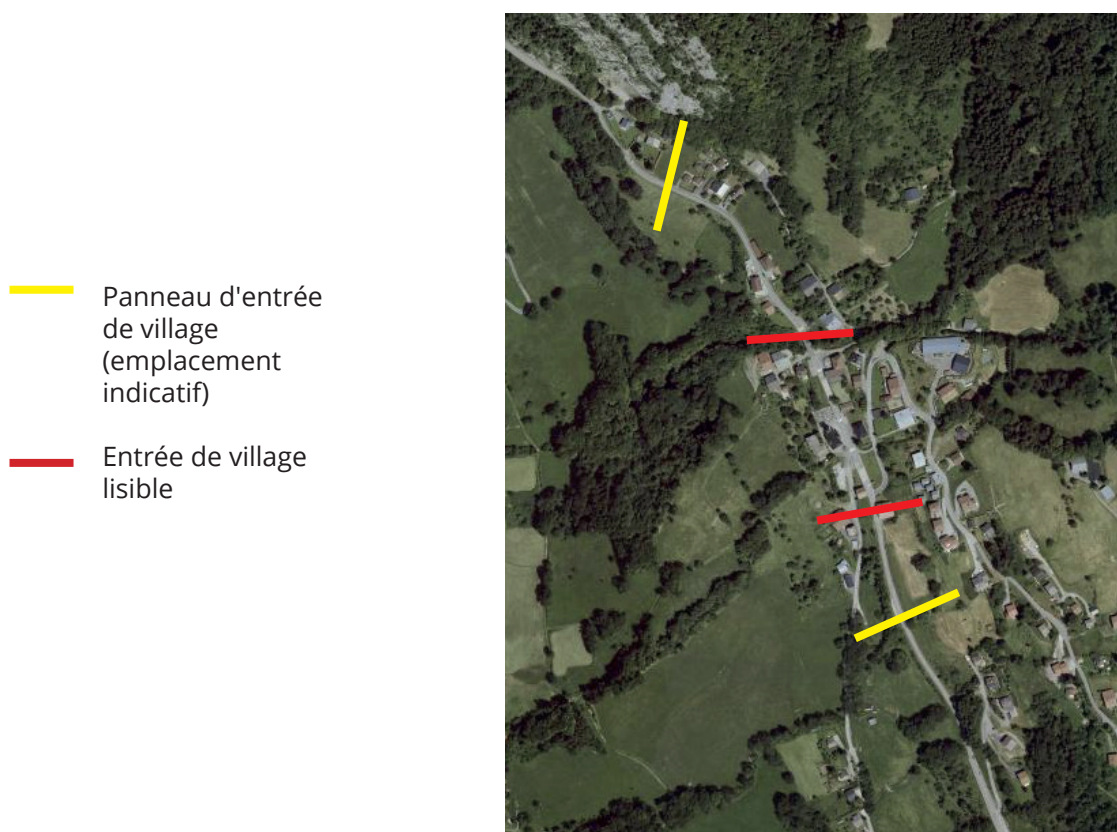 Panneau d'entrée
de village
(emplacement
indicatif)
Entrée de village
lisible